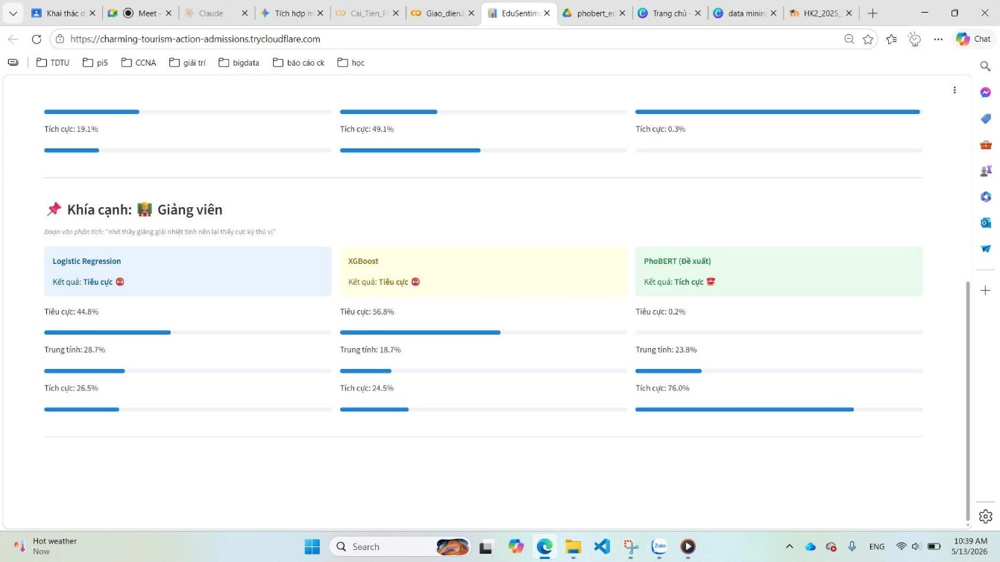 Khai thác d
Meet -
Claude
Tích hợp m
Cai_Tien_P
Giao_dien.i
EduSentim
phobert_ed
Trang chủ -
data minin
HK2_2025_
https://charming-tourism-action-admissions.trycloudflare.com
Chat
TDTU
pi5
CCNA
giải trí
bigdata
báo cáo ck
học
Tích cực: 19.1%
Tích cực: 49.1%
Tích cực: 0.3%
Khía cạnh: Giảng viên
Đoạn văn phân tích: "nhờ thầy giảng giải nhiệt tình nên lại thấy cực kỳ thú vị"
Logistic Regression
Kết quả: Tiêu cực
XGBoost
Kết quả: Tiêu cực
PhoBERT (Đề xuất)
Kết quả: Tích cực
Tiêu cực: 44.8%
Tiêu cực: 56.8%
Tiêu cực: 0.2%
Trung tính: 28.7%
Trung tính: 18.7%
Trung tính: 23.8%
Tích cực: 26.5%
Tích cực: 24.5%
Tích cực: 76.0%
Hot weather
Now
Search
Zalo
ENG
10:39 AM
5/13/2026